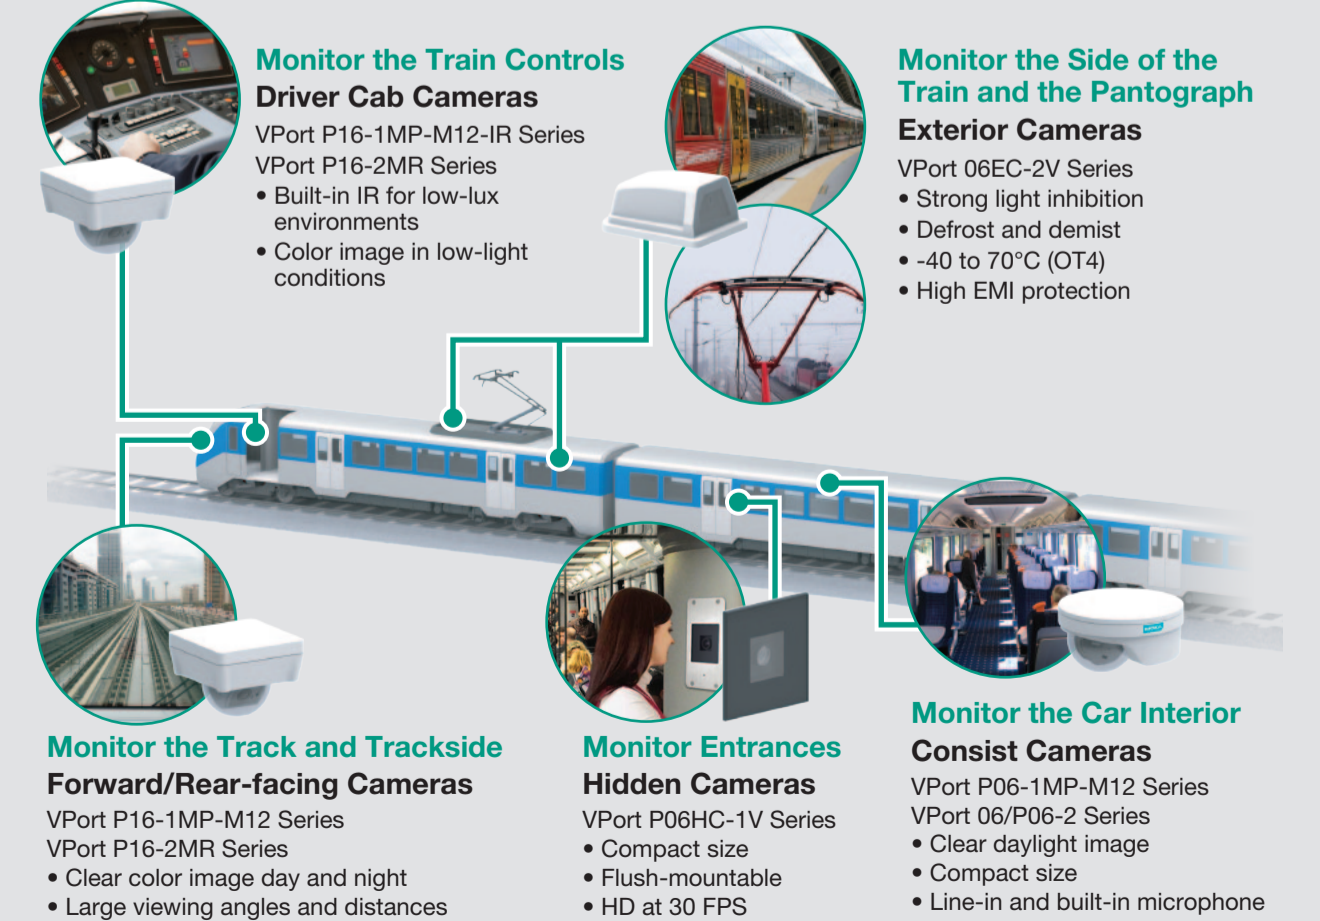 Monitor the Train Controls
Driver Cab Cameras
VPort P16-1MP-M12-IR Series
VPort P16-2MR Series
• Built-in IR for low-lux
environments
• Color image in low-light
conditions
Monitor the Side of the
Train and the Pantograph
Exterior Cameras
VPort 06EC-2V Series
• Strong light inhibition
• Defrost and demist
• -40 to 70°C (OT4)
• High EMI protection
Monitor the Track and Trackside
Forward/Rear-facing Cameras
VPort P16-1MP-M12 Series
VPort P16-2MR Series
• Clear color image day and night
• Large viewing angles and distances
Monitor Entrances
Hidden Cameras
VPort P06HC-1V Series
• Compact size
• Flush-mountable
• HD at 30 FPS
Monitor the Car Interior
Consist Cameras
VPort P06-1MP-M12 Series
VPort 06/P06-2 Series
• Clear daylight image
• Compact size
• Line-in and built-in microphone